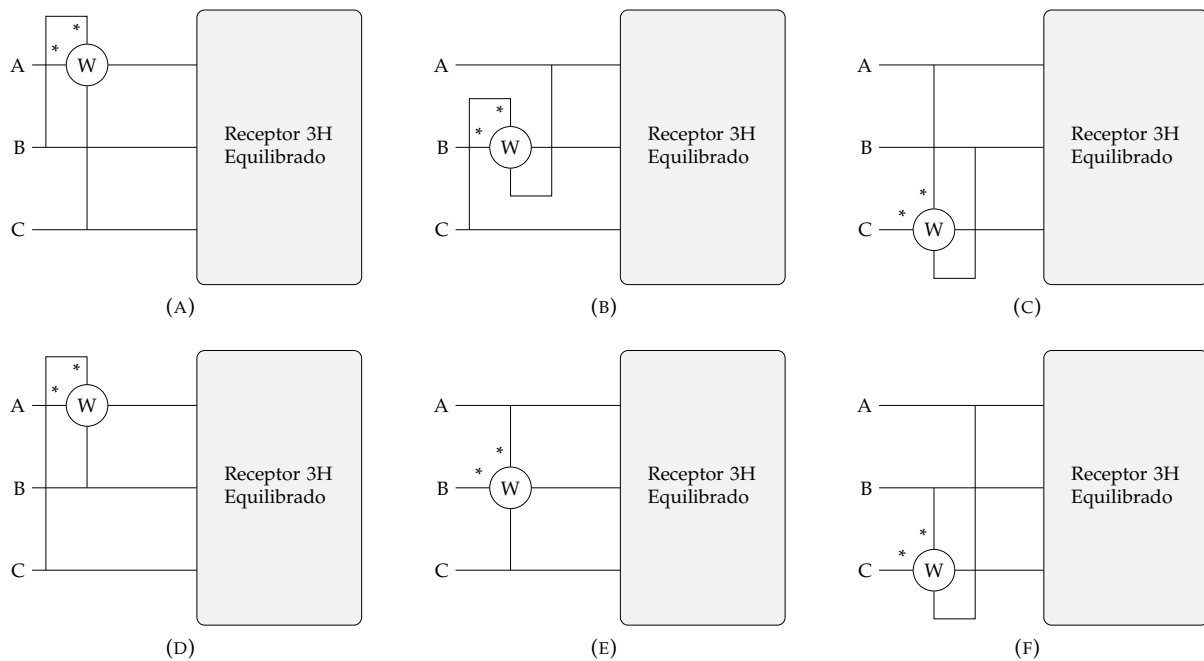 *
*
A
W
B
C
Receptor 3H
Equilibrado
(A)
A
*
*
B
W
C
Receptor 3H
Equilibrado
(B)
A
B
*
*
C
W
Receptor 3H
Equilibrado
(C)
*
*
A
W
B
C
Receptor 3H
Equilibrado
(D)
A
*
*
B
W
C
Receptor 3H
Equilibrado
(E)
A
B
*
*
C
W
Receptor 3H
Equilibrado
(F)